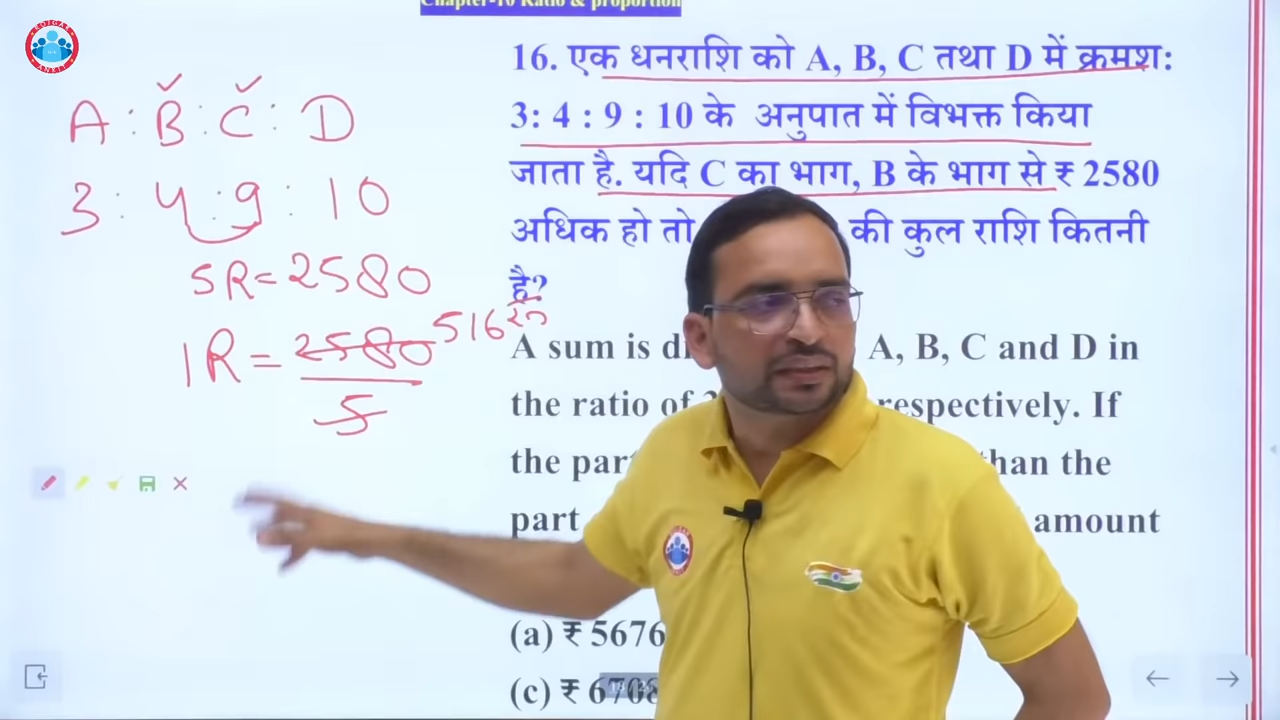 Chapter-10 Ratio & proportion
ROJGAR
ANKIT
A : B : C : D
3 : 4 : 9 : 10
5R = 2580
1R = 2580 516
5
16. एक धनराशि को A, B, C तथा D में क्रमश:
3: 4 : 9 : 10 के अनुपात में विभक्त किया
जाता है. यदि C का भाग, B के भाग से ₹ 2580
अधिक हो तो की कुल राशि कितनी
है?
A sum is A, B, C and D in
the ratio of respectively. If
the than the
part amount
(a) ₹ 5676
(c) ₹ 6708